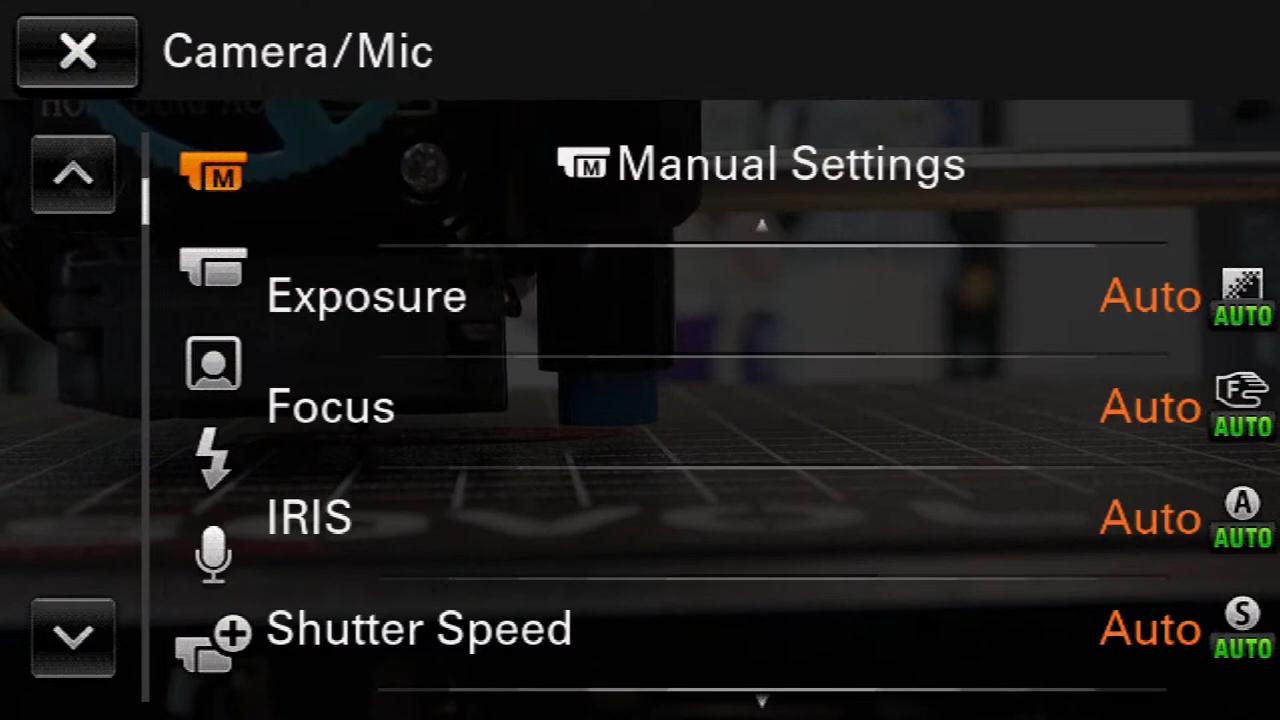 Camera/Mic
M Manual Settings
M
Exposure Auto AUTO
Focus Auto F AUTO
IRIS Auto A AUTO
Shutter Speed Auto S AUTO